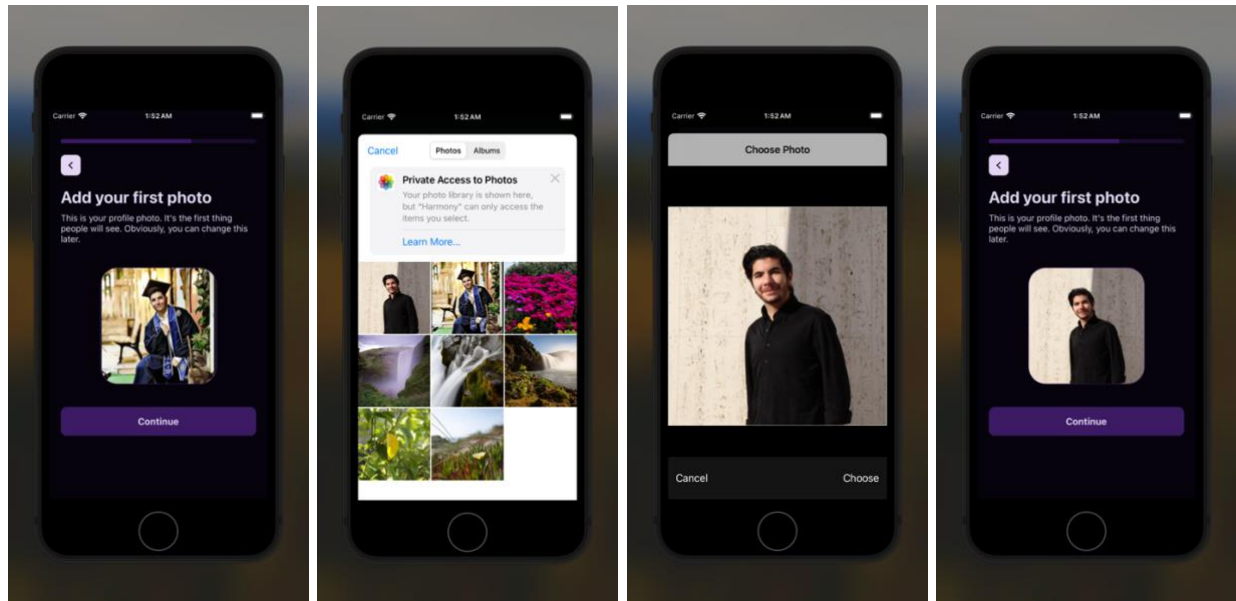 Carrier
1:52 AM
Add your first photo
This is your profile photo. It's the first thing
people will see. Obviously, you can change this
later.
Continue
Carrier
1:52 AM
Cancel
Photos
Albums
Private Access to Photos
Your photo library is shown here,
but "Harmony" can only access the
items you select.
Learn More...
Carrier
1:52 AM
Choose Photo
Cancel
Choose
Carrier
1:52 AM
Add your first photo
This is your profile photo. It's the first thing
people will see. Obviously, you can change this
later.
Continue